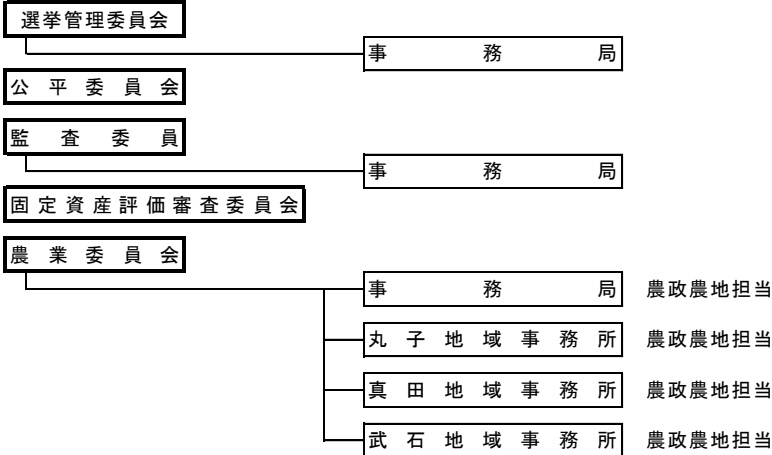 選挙管理委員会
事務局
公平委員会
監査委員
事務局
固定資産評価審査委員会
農業委員会
事務局 農政農地担当
丸子地域事務所 農政農地担当
真田地域事務所 農政農地担当
武石地域事務所 農政農地担当